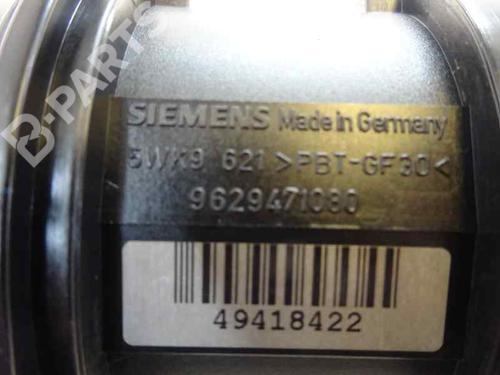 B-PARTS
SIEMENS Made in Germany
5WK9 621 >PBT-GF30<
9629471080
49418422